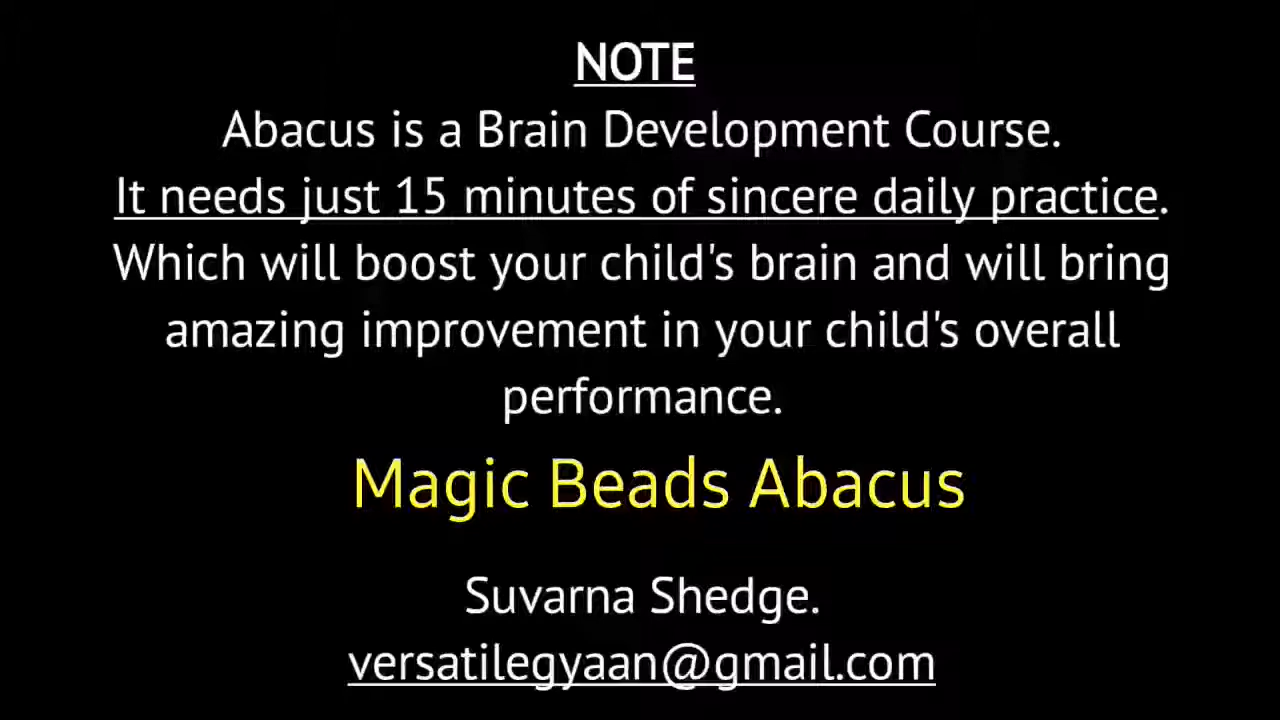 NOTE
Abacus is a Brain Development Course.
It needs just 15 minutes of sincere daily practice.
Which will boost your child's brain and will bring
amazing improvement in your child's overall
performance.
Magic Beads Abacus
Suvarna Shedge.
versatilegyaan@gmail.com